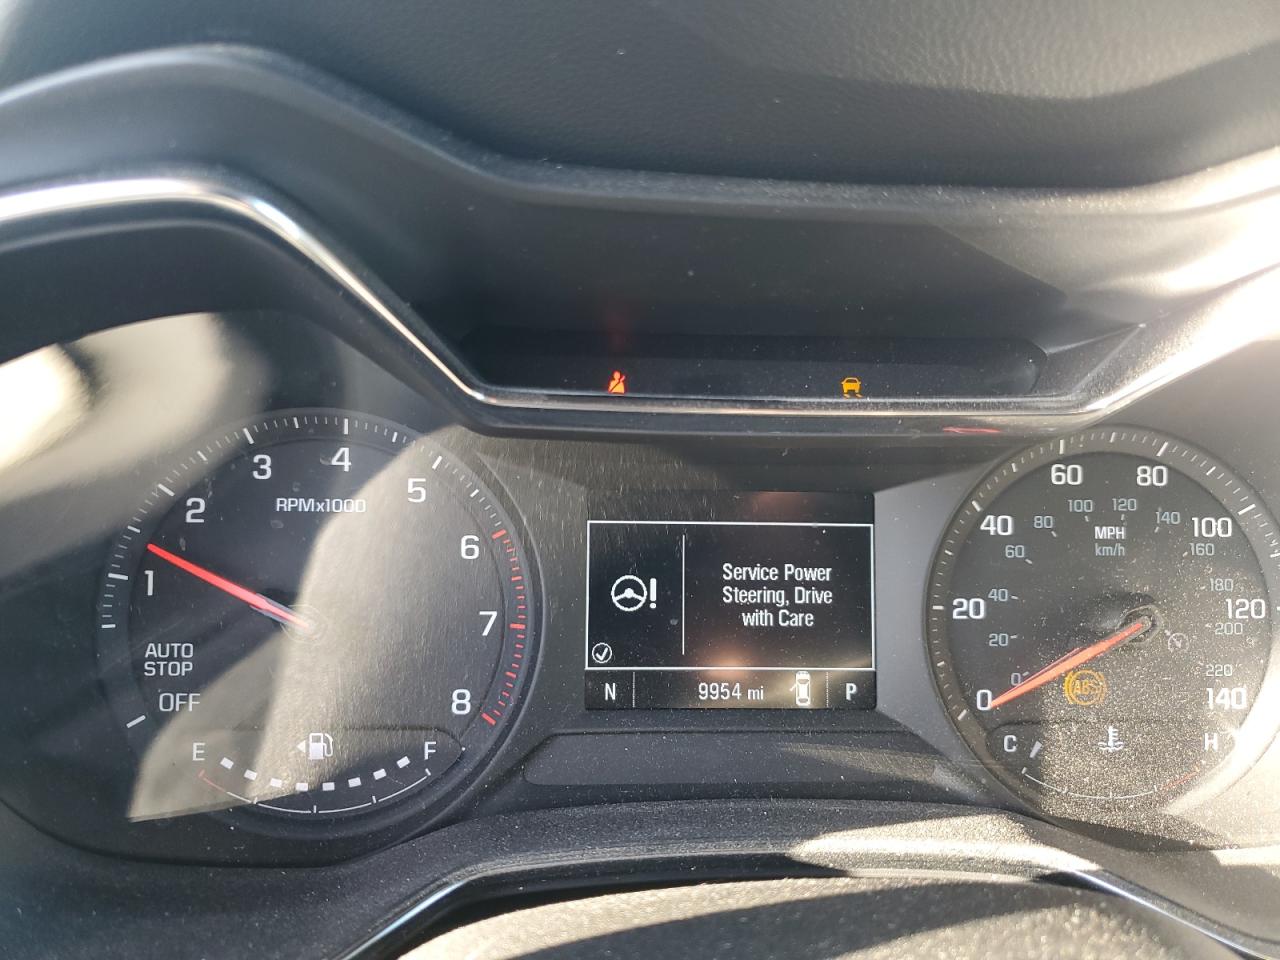 1
2
3
4
5
6
7
8
RPMx1000
AUTO
STOP
OFF
E
F
Service Power
Steering, Drive
with Care
N
9954 mi
P
0
20
40
60
80
100
120
140
MPH
km/h
0
20
40
60
80
100
120
140
160
180
200
220
ABS
C
H